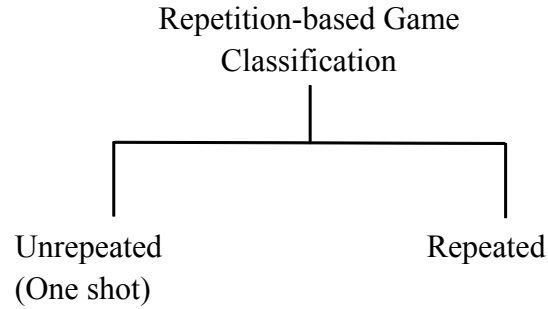 Repetition-based Game
Classification
Unrepeated
(One shot)
Repeated